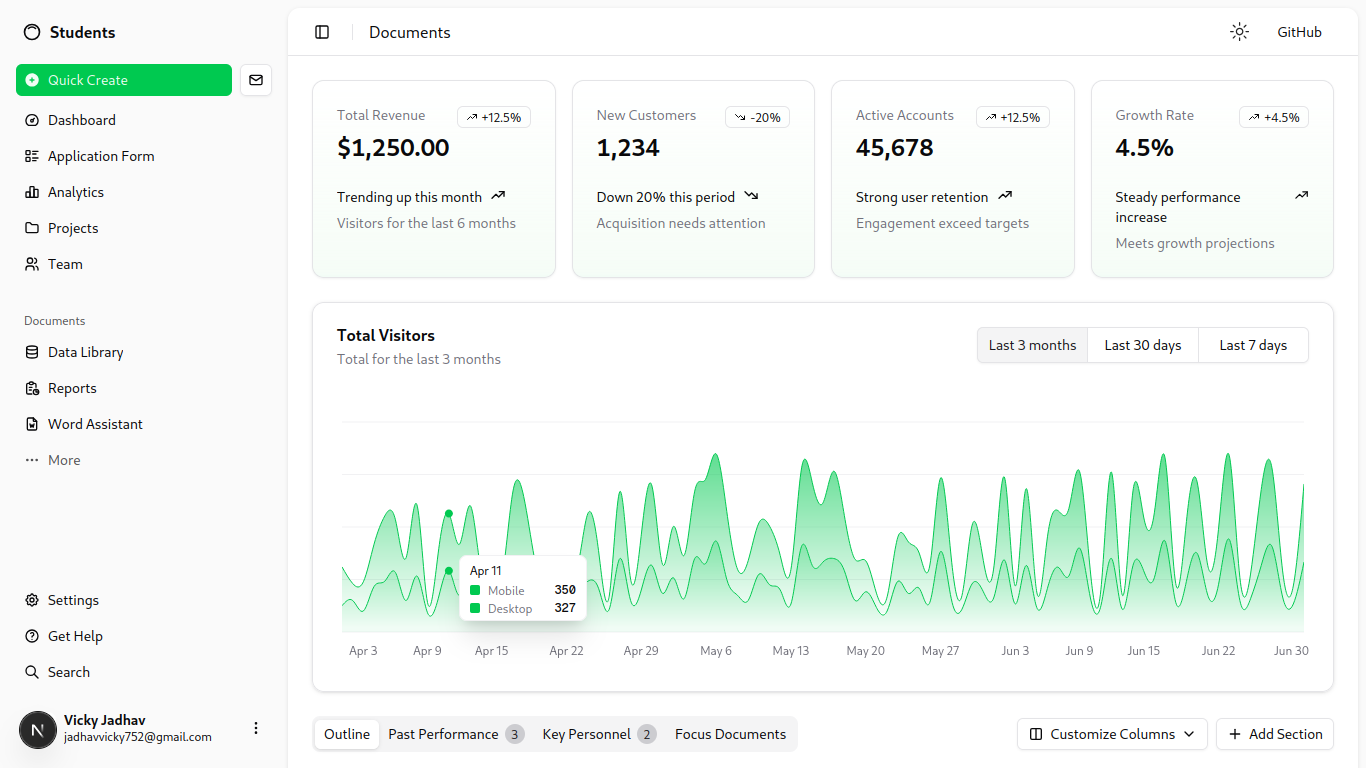 Students
Quick Create
Dashboard
Application Form
Analytics
Projects
Team
Documents
Data Library
Reports
Word Assistant
More
Settings
Get Help
Search
N
Vicky Jadhav
jadhavvicky752@gmail.com
Documents
GitHub
Total Revenue
+12.5%
$1,250.00
Trending up this month
Visitors for the last 6 months
New Customers
-20%
1,234
Down 20% this period
Acquisition needs attention
Active Accounts
+12.5%
45,678
Strong user retention
Engagement exceed targets
Growth Rate
+4.5%
4.5%
Steady performance
increase
Meets growth projections
Total Visitors
Total for the last 3 months
Last 3 months Last 30 days Last 7 days
Apr 11
Mobile 350
Desktop 327
Apr 3 Apr 9 Apr 15 Apr 22 Apr 29 May 6 May 13 May 20 May 27 Jun 3 Jun 9 Jun 15 Jun 22 Jun 30
Outline Past Performance 3 Key Personnel 2 Focus Documents
Customize Columns Add Section